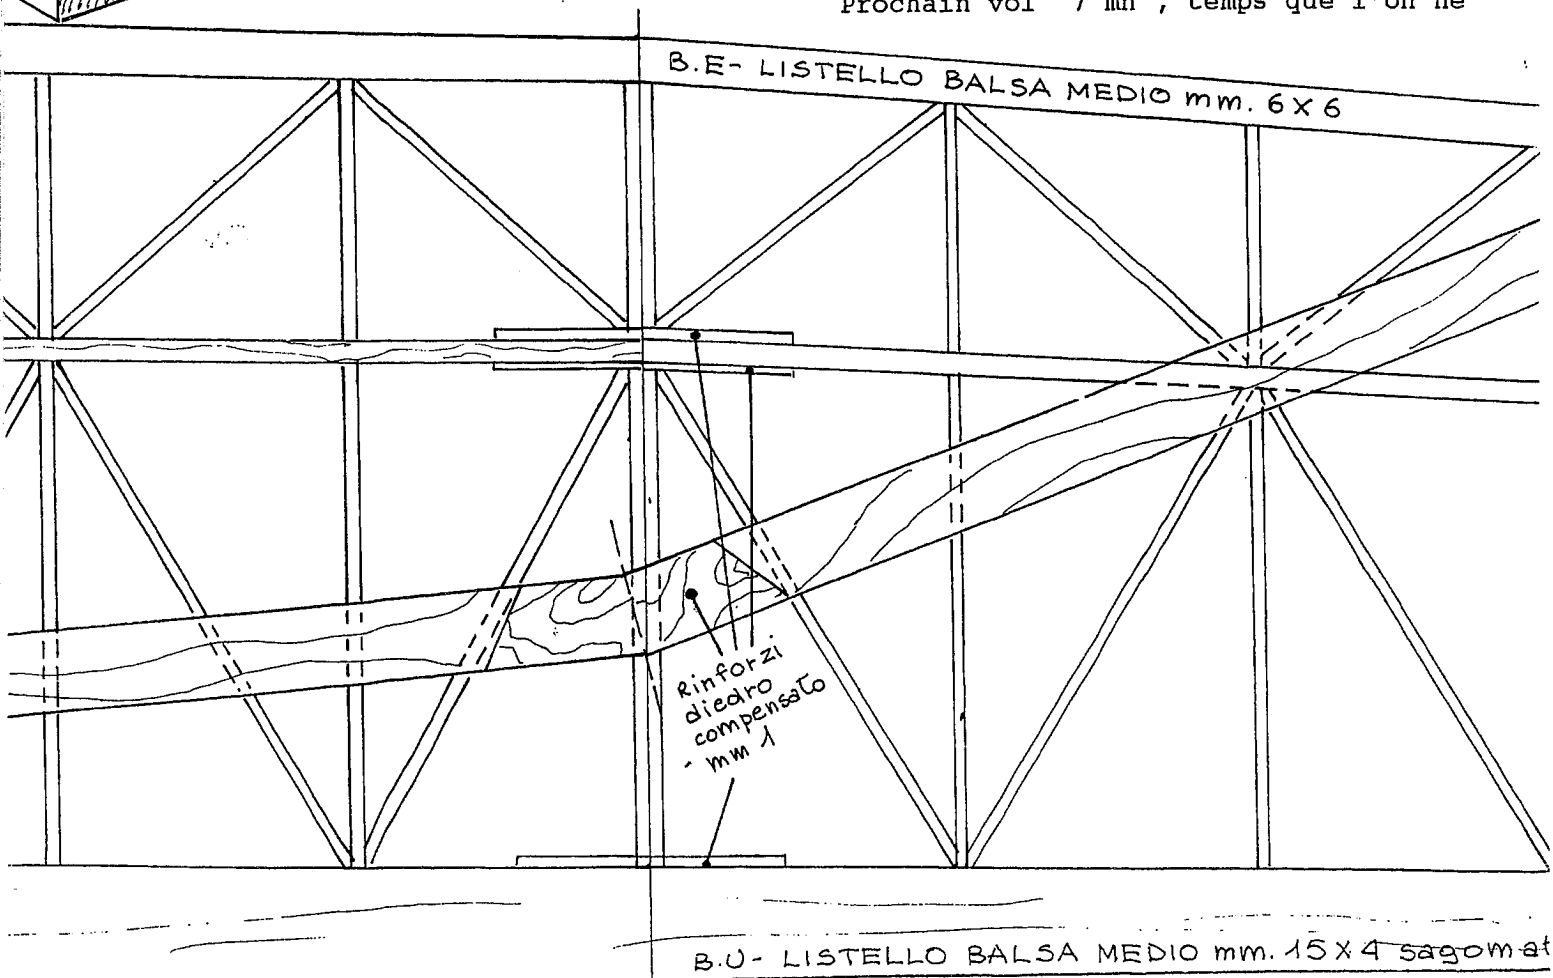 Prochain vol 7 mn , temps que l'on ne
B.E- LISTELLO BALSA MEDIO mm. 6X6
Rinforzi
diedro
compensato
- mm 1
B.U- LISTELLO BALSA MEDIO mm. 15X4 sagomat